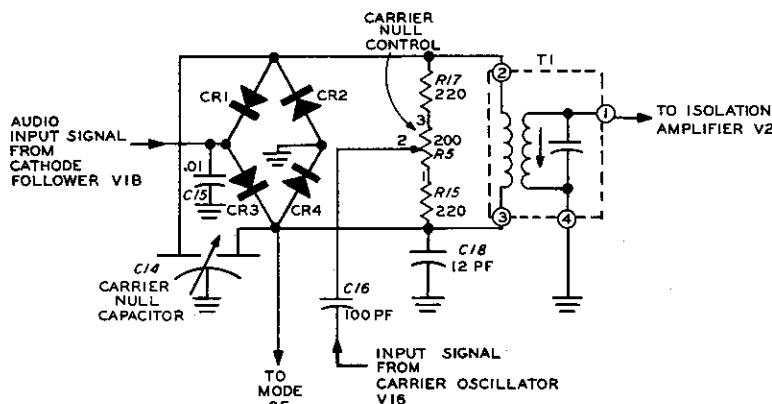 CARRIER
NULL
CONTROL
T1
2
R17
220
CR1
CR2
3
1
TO ISOLATION
AMPLIFIER V2
AUDIO
INPUT SIGNAL
FROM
CATHODE
FOLLOWER V1B
2
200
R5
.01
C15
CR3
CR4
R15
220
3
4
C14
CARRIER
NULL
CAPACITOR
C18
12 PF
C16
100 PF
TO
MODE
INPUT SIGNAL
FROM
CARRIER OSCILLATOR
V16